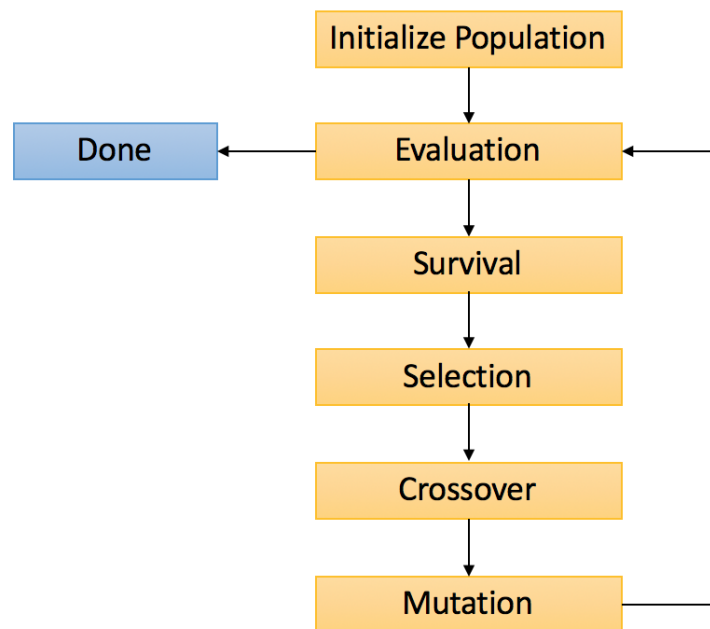 Initialize Population
Done
Evaluation
Survival
Selection
Crossover
Mutation